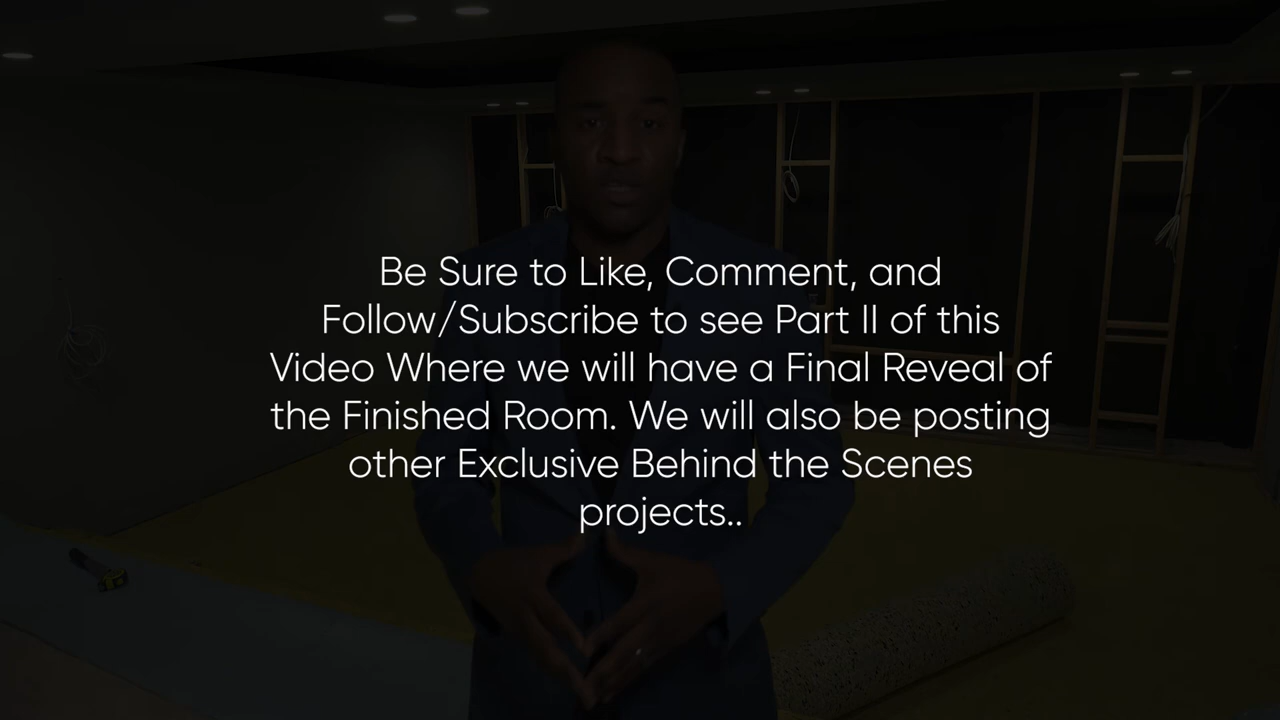 Be Sure to Like, Comment, and
Follow/Subscribe to see Part II of this
Video Where we will have a Final Reveal of
the Finished Room. We will also be posting
other Exclusive Behind the Scenes
projects..